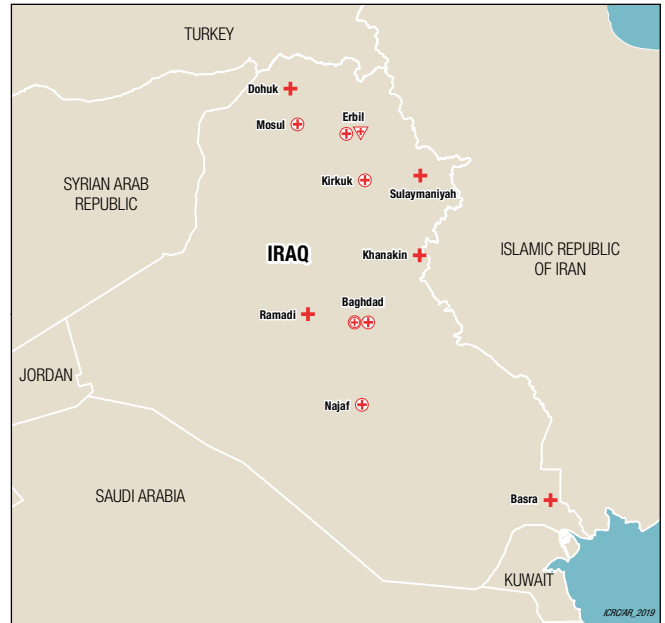 TURKEY
Dohuk
Mosul
Erbil
SYRIAN ARAB
REPUBLIC
Kirkuk
Sulaymaniyah
IRAQ
Khanakin
ISLAMIC REPUBLIC
OF IRAN
Baghdad
Ramadi
JORDAN
Najaf
SAUDI ARABIA
Basra
KUWAIT
ICRC/AR_2019